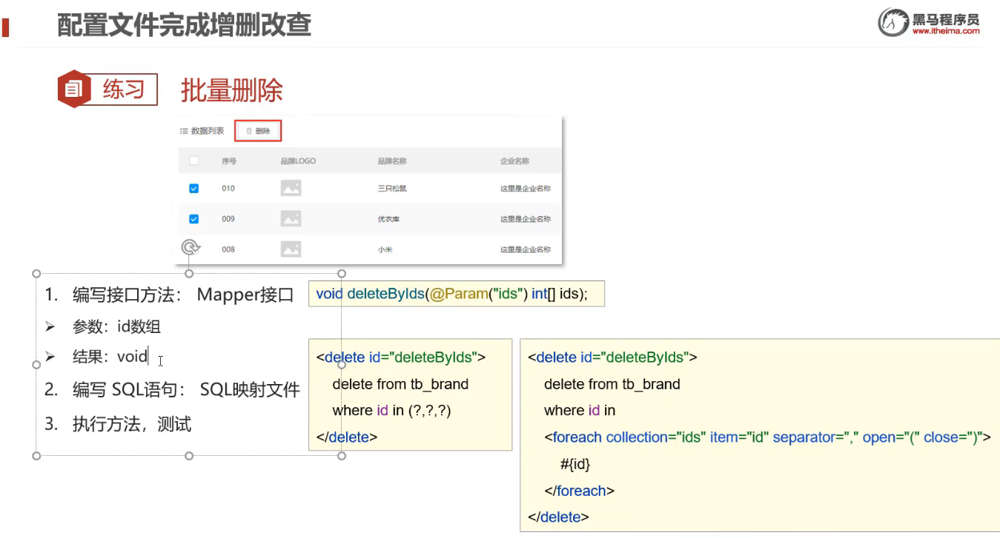 配置文件完成增删改查
黑马程序员
www.itheima.com
练习
批量删除
数据列表 删除
序号 品牌LOGO 品牌名称 企业名称
010 三只松鼠 这里是企业名称
009 优衣库 这里是企业名称
008 小米 这里是企业名称
1. 编写接口方法： Mapper接口
void deleteByIds(@Param("ids") int[] ids);
➢ 参数：id数组
➢ 结果：void
2. 编写 SQL语句： SQL映射文件
3. 执行方法，测试
<delete id="deleteByIds">
delete from tb_brand
where id in (?,?,?)
</delete>
<delete id="deleteByIds">
delete from tb_brand
where id in
<foreach collection="ids" item="id" separator="," open="(" close=")">
#{id}
</foreach>
</delete>